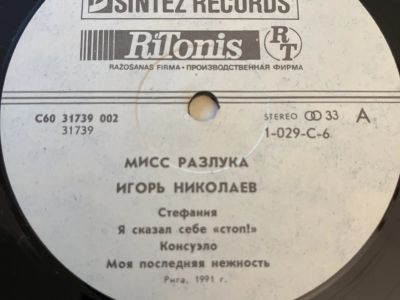 SINTEZ RECORDS
RiTonis RT
RAŽOŠANAS FIRMA • ПРОИЗВОДСТВЕННАЯ ФИРМА
С60 31739 002
31739
STEREO 33 A
1-029-C-6
МИСС РАЗЛУКА
ИГОРЬ НИКОЛАЕВ
Стефания
Я сказал себе «стоп!»
Консуэло
Моя последняя нежность
Рига, 1991 г.